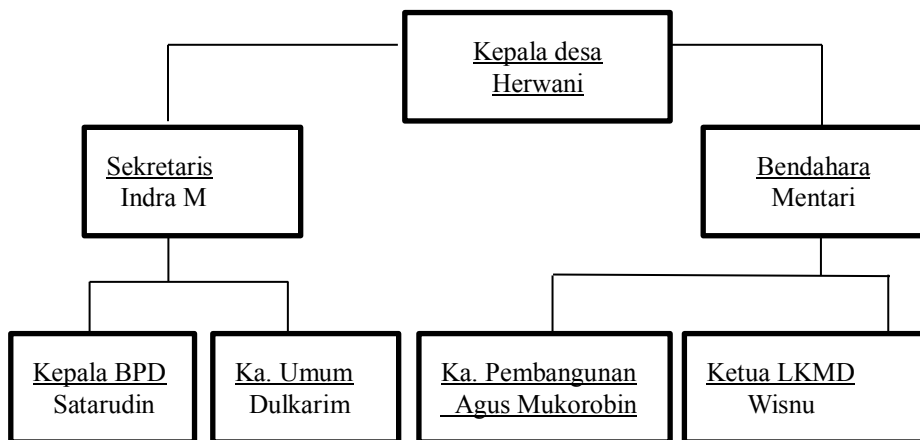 Kepala desa
Herwani
Sekretaris
Indra M
Bendahara
Mentari
Kepala BPD
Satarudin
Ka. Umum
Dulkarim
Ka. Pembangunan
Agus Mukorobin
Ketua LKMD
Wisnu